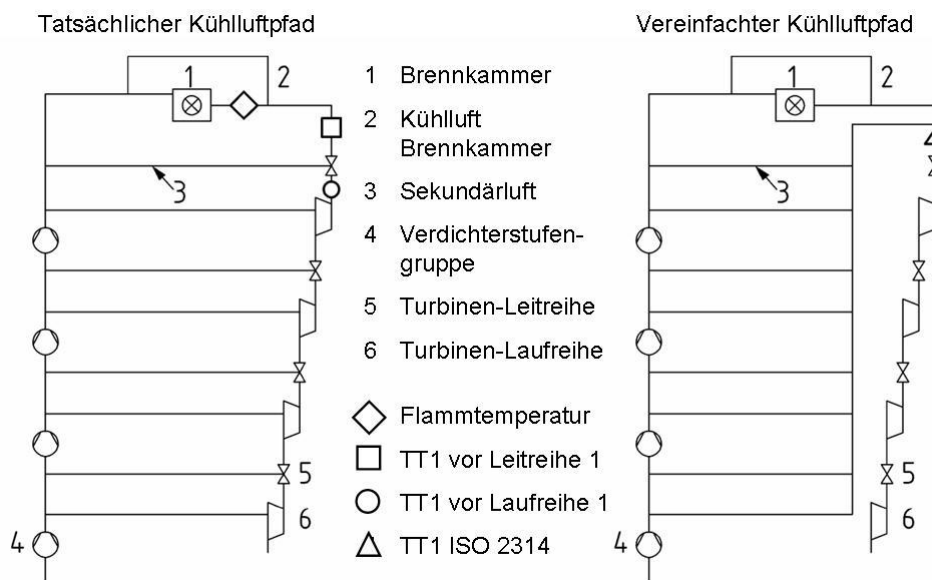 Tatsächlicher Kühlluftpfad
Vereinfachter Kühlluftpfad
1
2
3
5
6
4
1 Brennkammer
2 Kühlluft
Brennkammer
3 Sekundärluft
4 Verdichterstufen-
gruppe
5 Turbinen-Leitreihe
6 Turbinen-Laufreihe
Flammtemperatur
TT1 vor Leitreihe 1
TT1 vor Laufreihe 1
TT1 ISO 2314
1
2
3
5
6
4